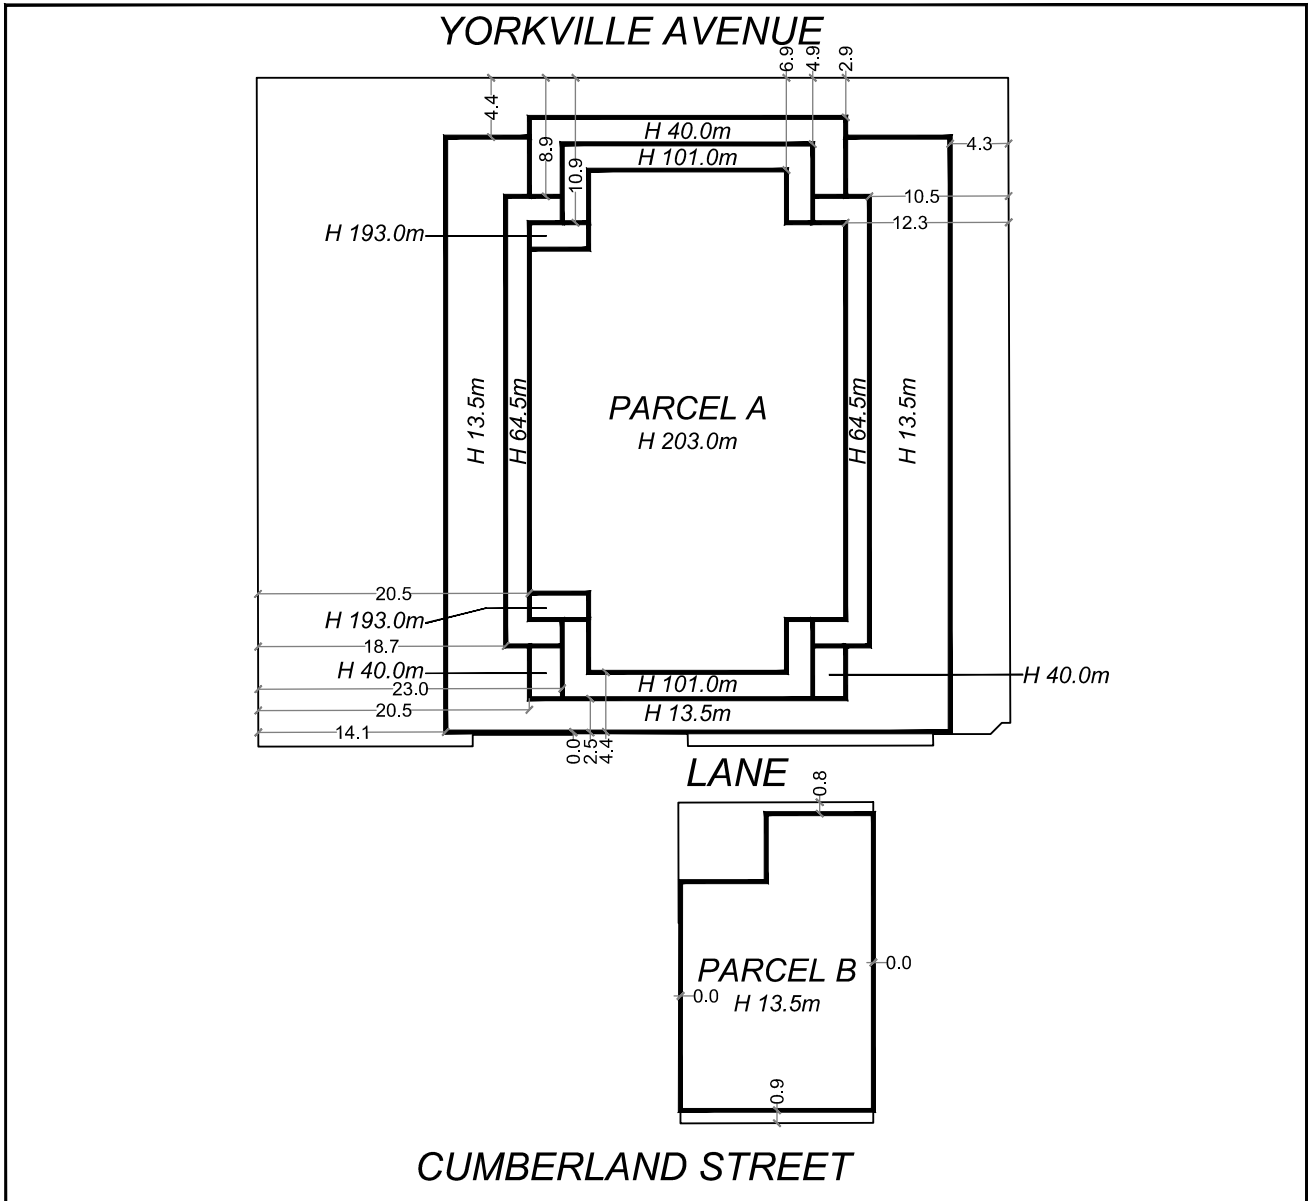 YORKVILLE AVENUE
6.9
4.9
2.9
4.4
H 40.0m
8.9
H 101.0m
4.3
10.9
10.5
12.3
H 193.0m
H 13.5m
H 64.5m
PARCEL A
H 203.0m
H 64.5m
H 13.5m
20.5
H 193.0m
18.7
H 40.0m
H 40.0m
23.0
H 101.0m
20.5
H 13.5m
14.1
0.0
2.5
4.4
LANE
0.8
PARCEL B
0.0
0.0
H 13.5m
0.9
CUMBERLAND STREET